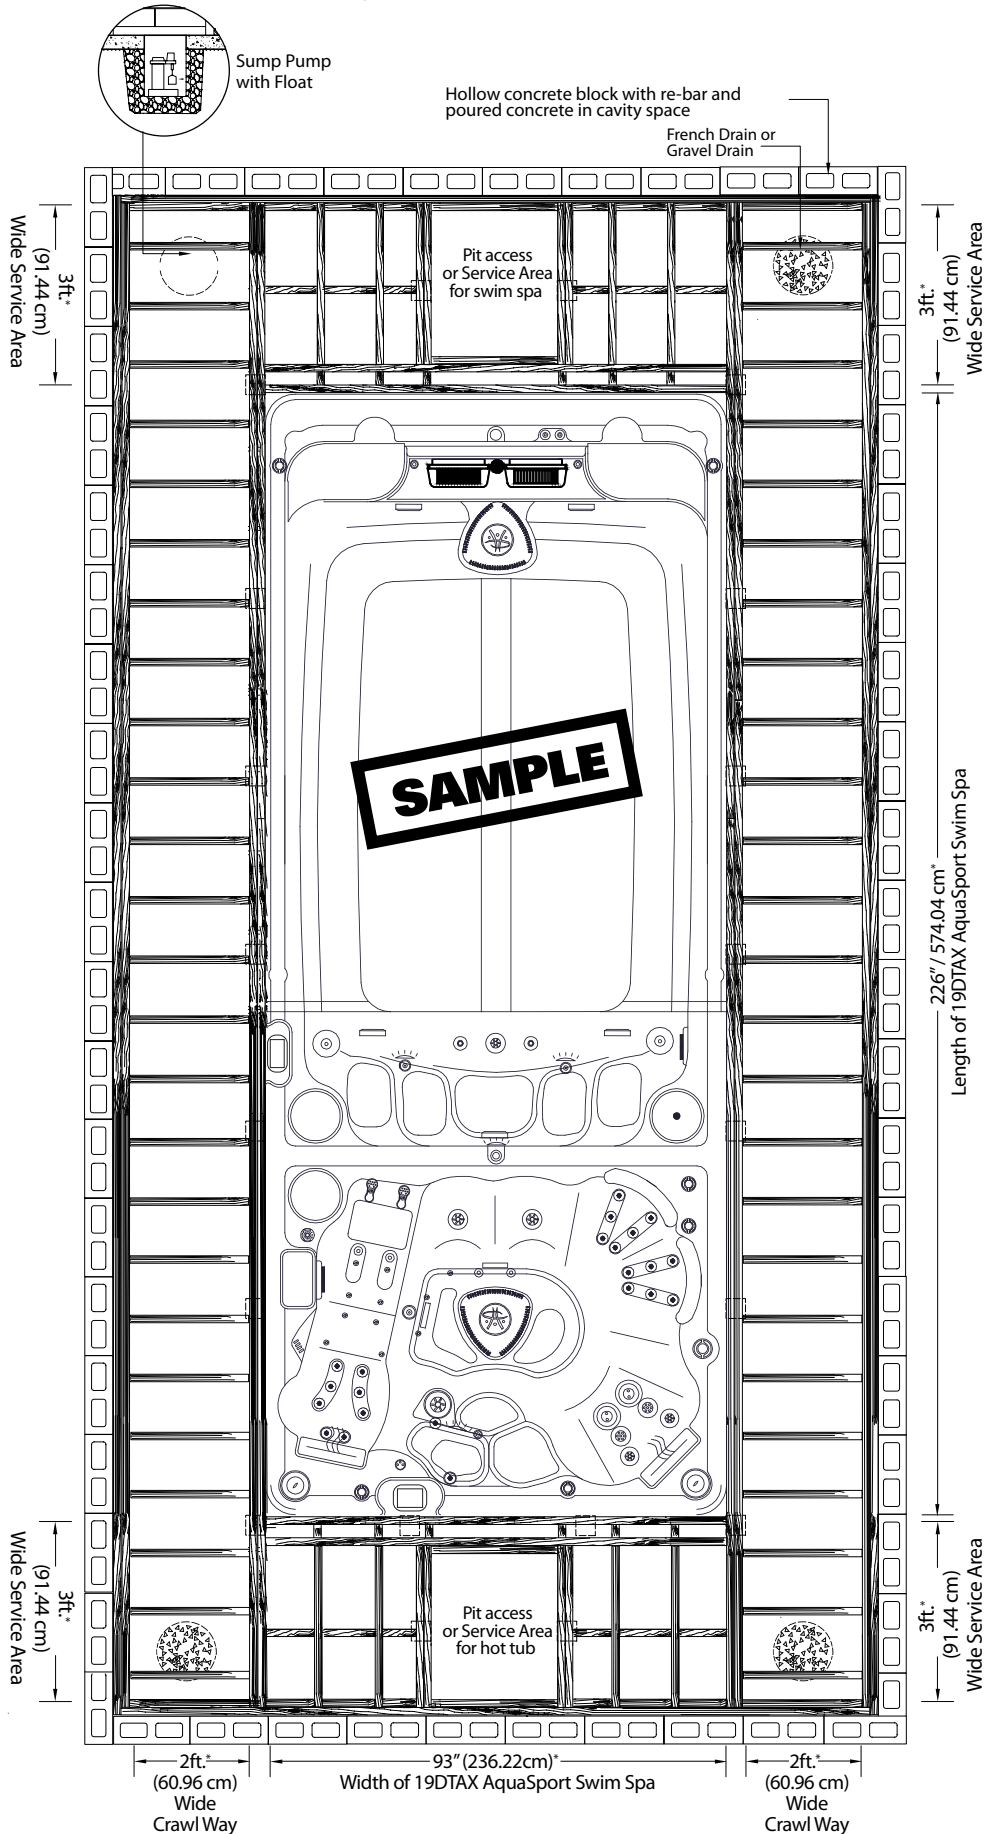 Sump Pump
with Float
Hollow concrete block with re-bar and
poured concrete in cavity space
French Drain or
Gravel Drain
3ft.*
(91.44 cm)
Wide Service Area
Pit access
or Service Area
for swim spa
3ft.*
(91.44 cm)
Wide Service Area
SAMPLE
226” / 574.04 cm*
Length of 19DTAX AquaSport Swim Spa
3ft.*
(91.44 cm)
Wide Service Area
Pit access
or Service Area
for hot tub
3ft.*
(91.44 cm)
Wide Service Area
2ft.*
(60.96 cm)
Wide
Crawl Way
93” (236.22cm)*
Width of 19DTAX AquaSport Swim Spa
2ft.*
(60.96 cm)
Wide
Crawl Way